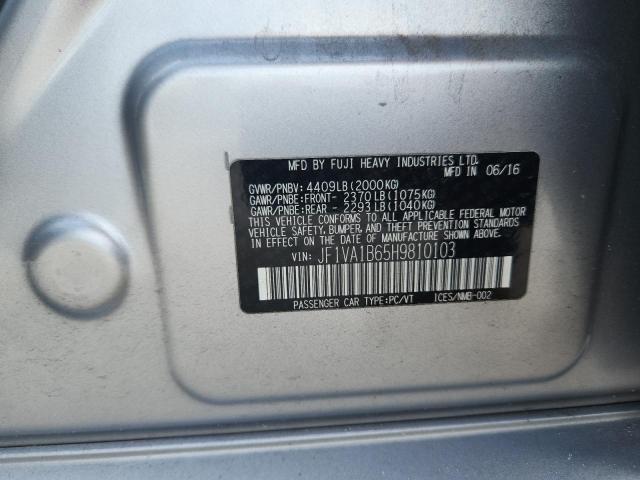 MFD BY FUJI HEAVY INDUSTRIES LTD.
MFD IN 06/16
GVWR/PNBV: 4409LB(2000KG)
GAWR/PNBE:FRONT- 2370LB(1075KG)
GAWR/PNBE:REAR - 2293LB(1040KG)
THIS VEHICLE CONFORMS TO ALL APPLICABLE FEDERAL MOTOR
VEHICLE SAFETY, BUMPER, AND THEFT PREVENTION STANDARDS
IN EFFECT ON THE DATE OF MANUFACTURE SHOWN ABOVE.
VIN: JF1VA1B65H9810103
PASSENGER CAR TYPE:PC/VT ICES/NMB-002